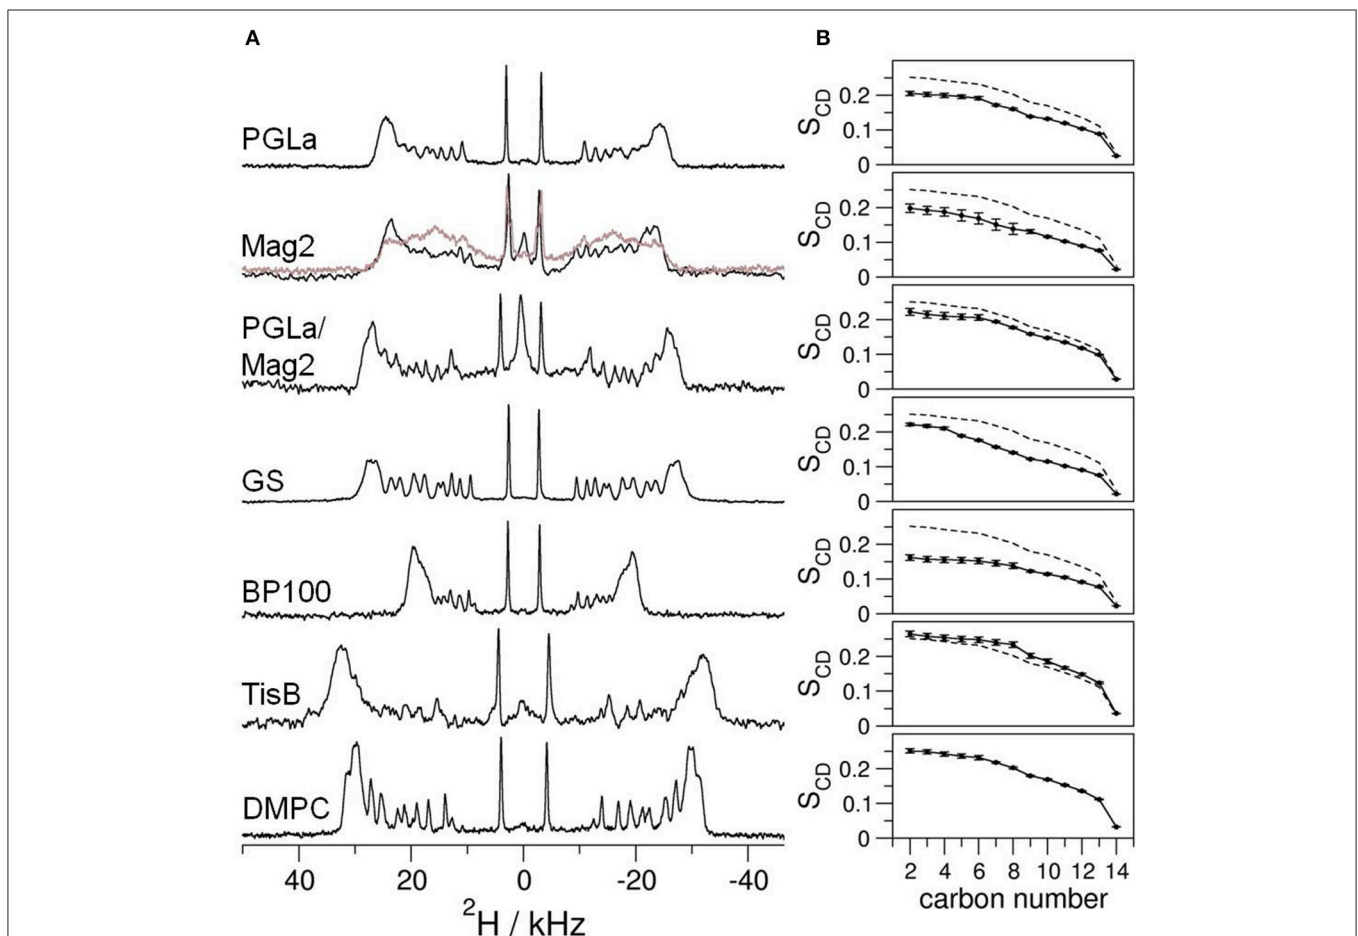 A
B
PGLa
Mag2
PGLa/
Mag2
GS
BP100
TisB
DMPC
40 20 0 -20 -40
²H / kHz
S_CD
0.2
0.1
0
S_CD
0.2
0.1
0
S_CD
0.2
0.1
0
S_CD
0.2
0.1
0
S_CD
0.2
0.1
0
S_CD
0.2
0.1
0
S_CD
0.2
0.1
0
2 4 6 8 10 12 14
carbon number